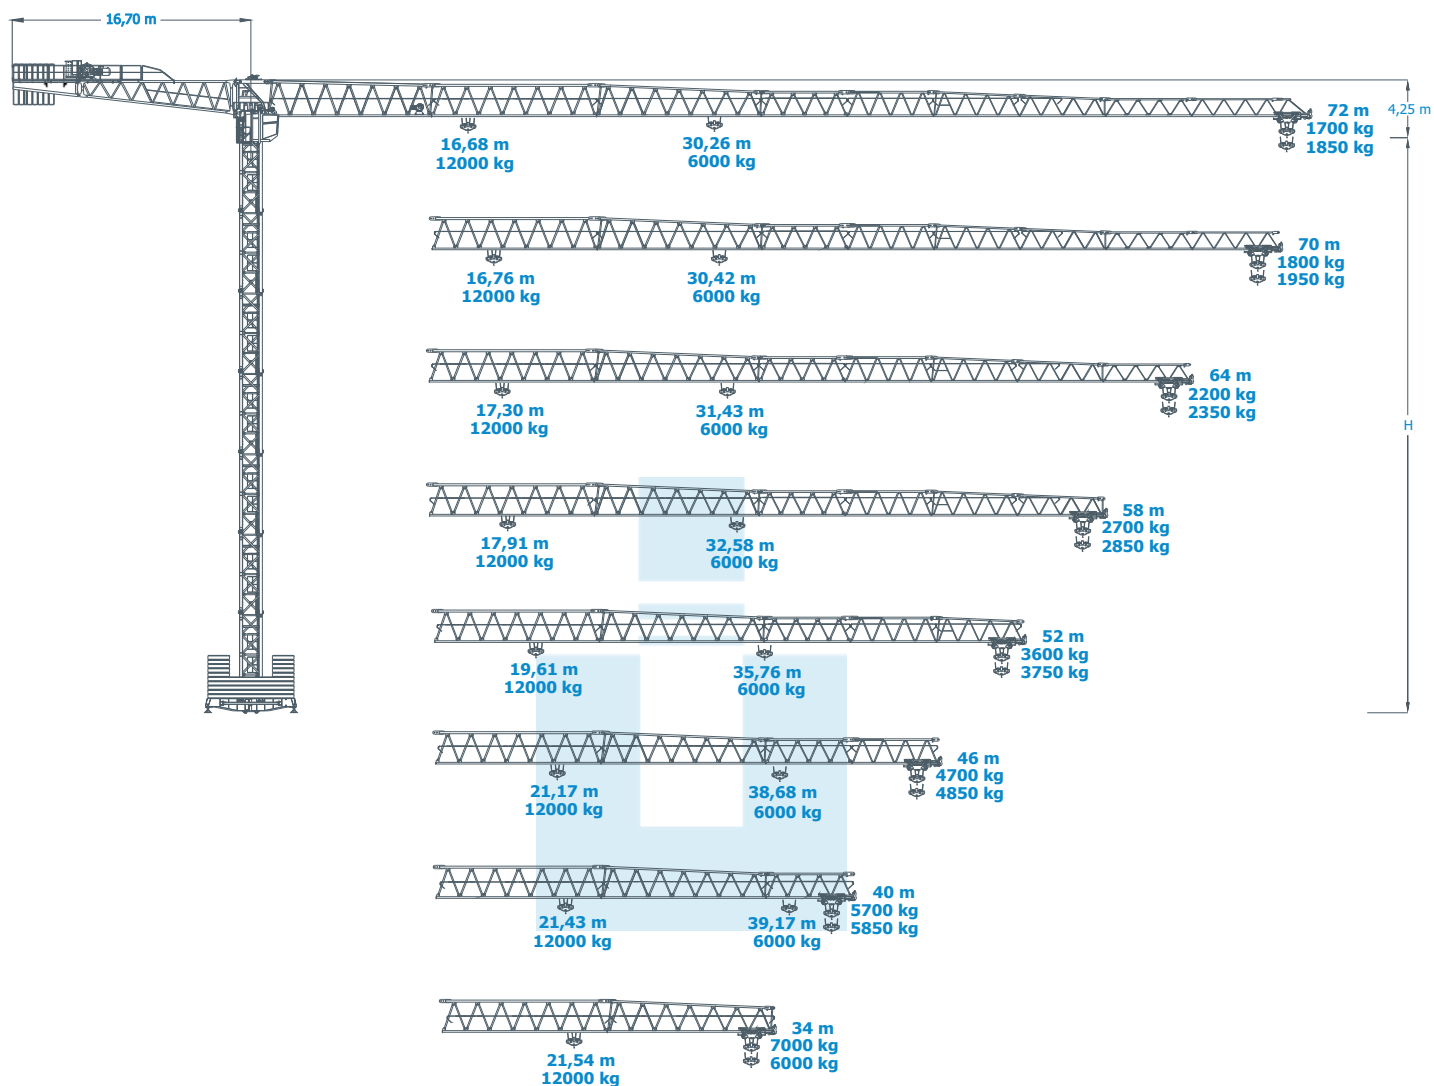 16,70 m
4,25 m
H
16,68 m
12000 kg
30,26 m
6000 kg
72 m
1700 kg
1850 kg
16,76 m
12000 kg
30,42 m
6000 kg
70 m
1800 kg
1950 kg
17,30 m
12000 kg
31,43 m
6000 kg
64 m
2200 kg
2350 kg
17,91 m
12000 kg
32,58 m
6000 kg
58 m
2700 kg
2850 kg
19,61 m
12000 kg
35,76 m
6000 kg
52 m
3600 kg
3750 kg
21,17 m
12000 kg
38,68 m
6000 kg
46 m
4700 kg
4850 kg
21,43 m
12000 kg
39,17 m
6000 kg
40 m
5700 kg
5850 kg
21,54 m
12000 kg
34 m
7000 kg
6000 kg